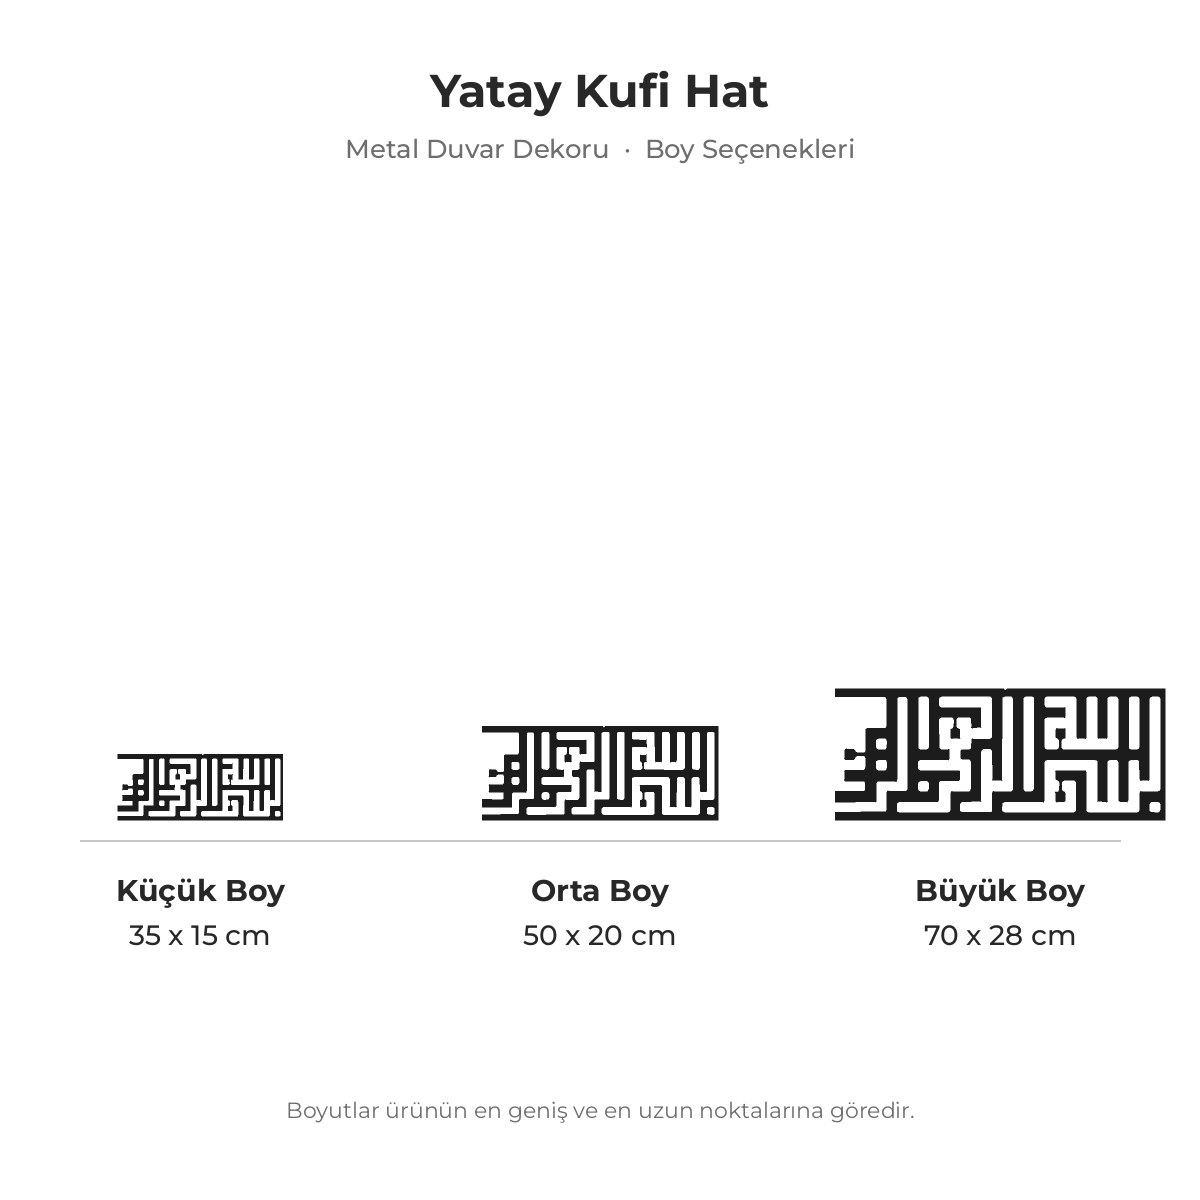 Yatay Kufi Hat
Metal Duvar Dekoru · Boy Seçenekleri
Küçük Boy
35 x 15 cm
Orta Boy
50 x 20 cm
Büyük Boy
70 x 28 cm
Boyutlar ürünün en geniş ve en uzun noktalarına göredir.